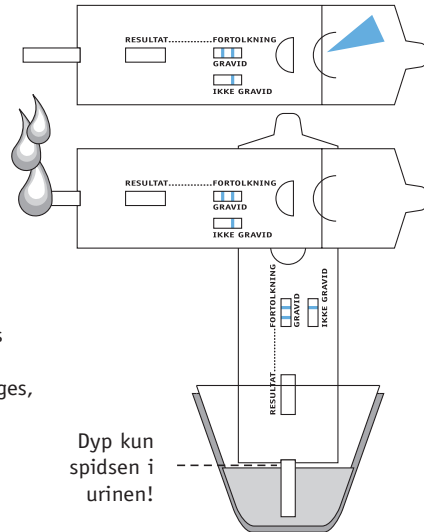 RESULTAT..............FORTOLKNING
GRAVID
IKKE GRAVID
RESULTAT..............FORTOLKNING
GRAVID
IKKE GRAVID
RESULTAT..............FORTOLKNING
GRAVID
IKKE GRAVID
s
ges,
Dyp kun
spidsen i
urinen!